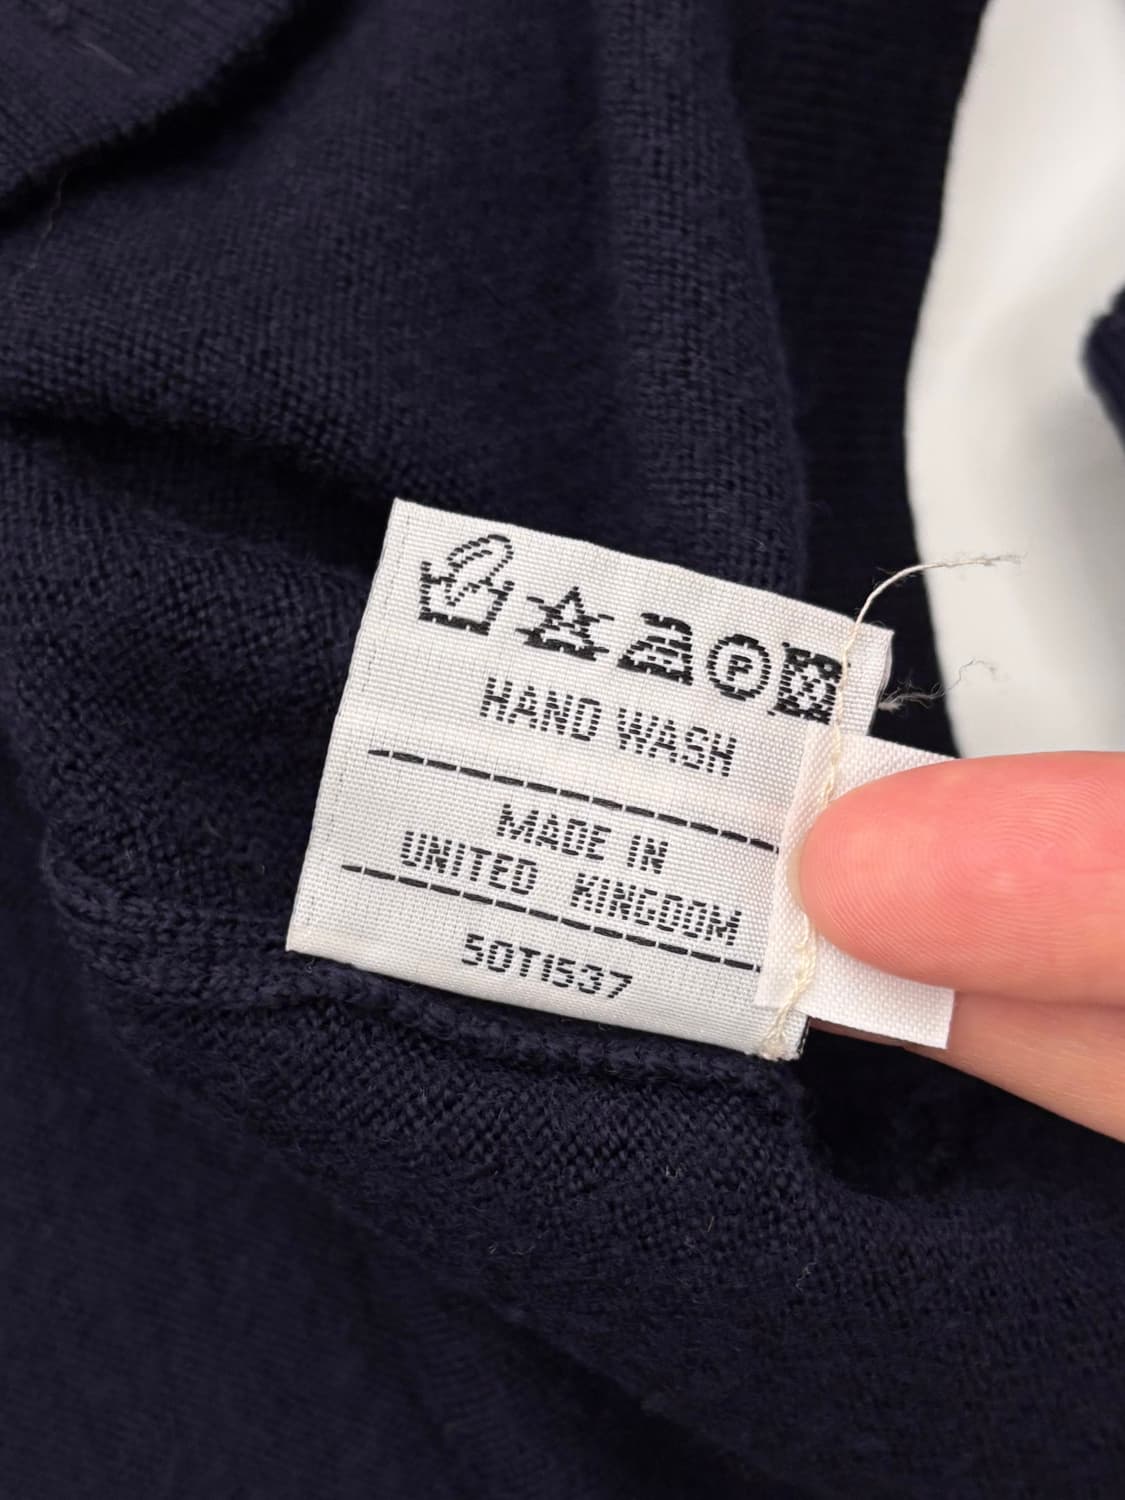 P
HAND WASH
MADE IN
UNITED KINGDOM
50T1537